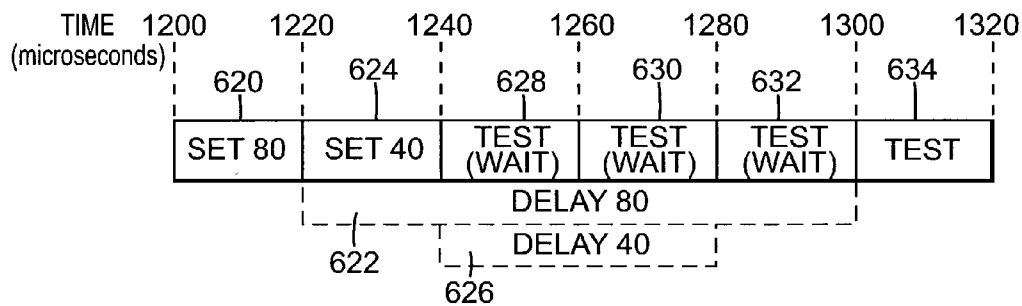 TIME 1200 1220 1240 1260 1280 1300 1320
(microseconds)
620 624 628 630 632 634
SET 80 SET 40 TEST (WAIT) TEST (WAIT) TEST (WAIT) TEST
DELAY 80
DELAY 40
622
626